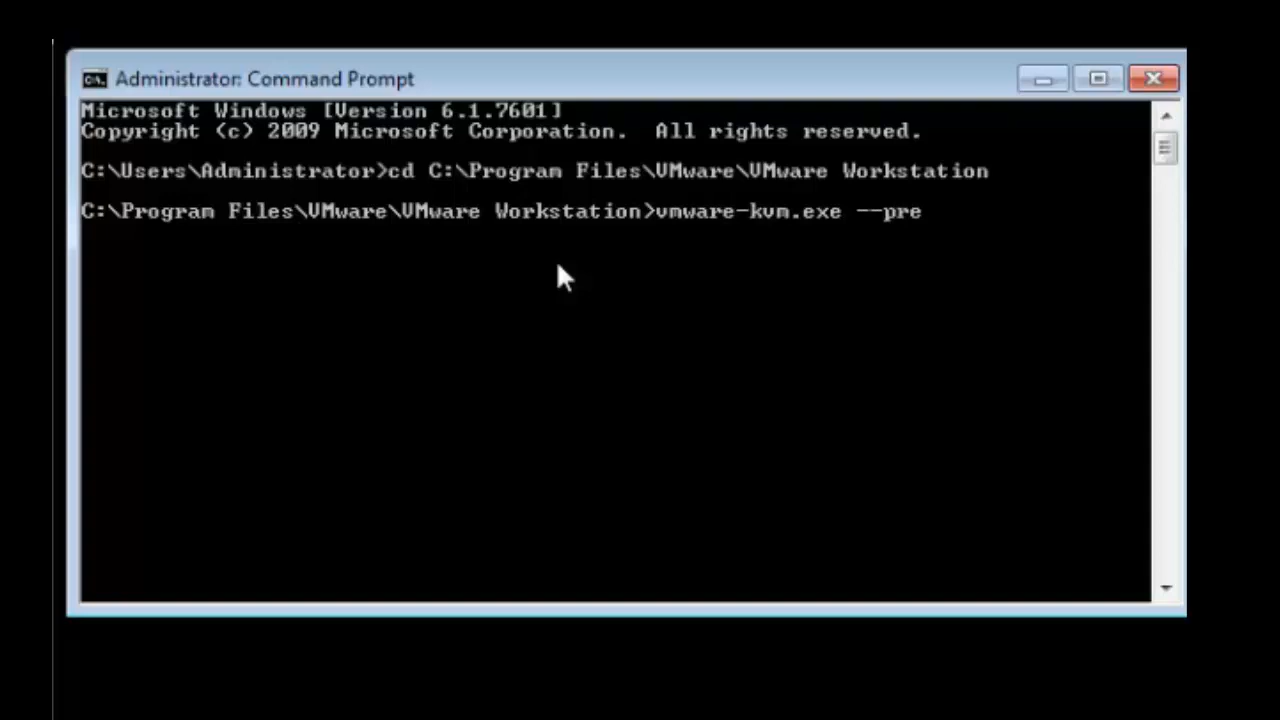 Administrator: Command Prompt
Microsoft Windows [Version 6.1.7601]
Copyright (c) 2009 Microsoft Corporation.  All rights reserved.
C:\Users\Administrator>cd C:\Program Files\VMware\VMware Workstation
C:\Program Files\VMware\VMware Workstation>vmware-kvm.exe --pre